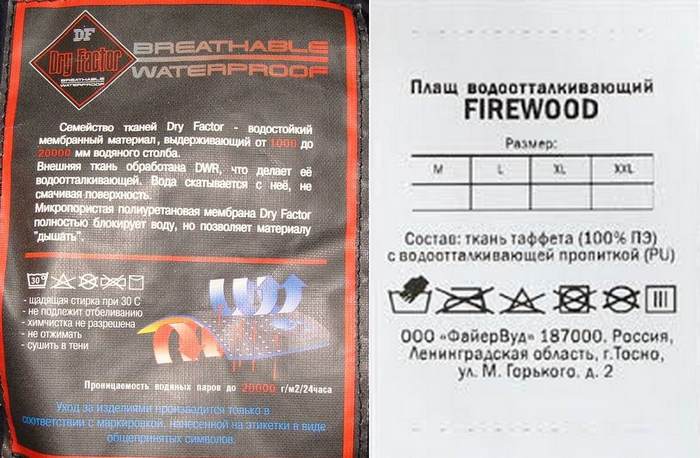 DF
Dry Factor
BREATHABLE
WATERPROOF
BREATHABLE
WATERPROOF
Семейство тканей Dry Factor - водостойкий
мембранный материал, выдерживающий от 1000 до
20000 мм водяного столба.
Внешняя ткань обработана DWR, что делает её
водоотталкивающей. Вода скатывается с неё, не
смачивая поверхность.
Микропористая полиуретановая мембрана Dry Factor
полностью блокирует воду, но позволяет материалу
"дышать".
30°
- щадящая стирка при 30 С
- не подлежит отбеливанию
- химчистка не разрешена
- не отжимать
- сушить в тени
Проницаемость водяных паров до 20000 г/м2/24часа
Уход за изделиями производится только в
соответствии с маркировкой, нанесенной на этикетки в виде
общепринятых символов.
Плащ водоотталкивающий
FIREWOOD
Размер:
M L XL XXL
Состав: ткань таффета (100% ПЭ)
с водоотталкивающей пропиткой (PU)
ООО «ФайерВуд» 187000, Россия,
Ленинградская область, г.Тосно,
ул. М. Горького, д. 2